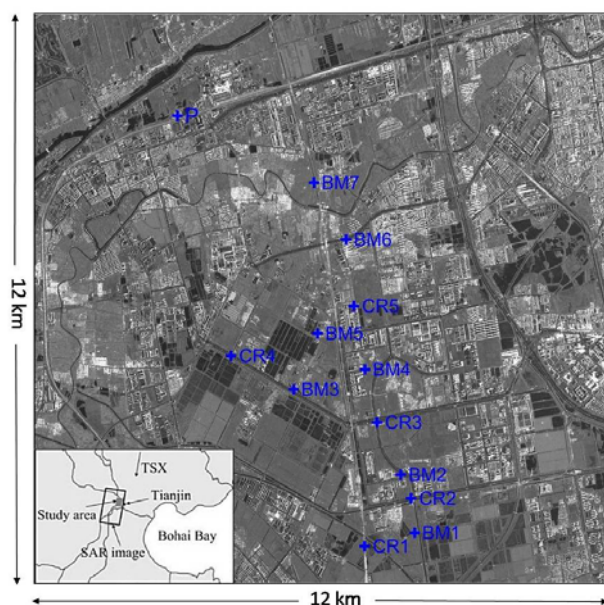 P
BM7
BM6
CR5
BM5
CR4
BM4
BM3
CR3
BM2
CR2
BM1
CR1
12 km
TSX
Tianjin
Study area
Bohai Bay
SAR image
12 km